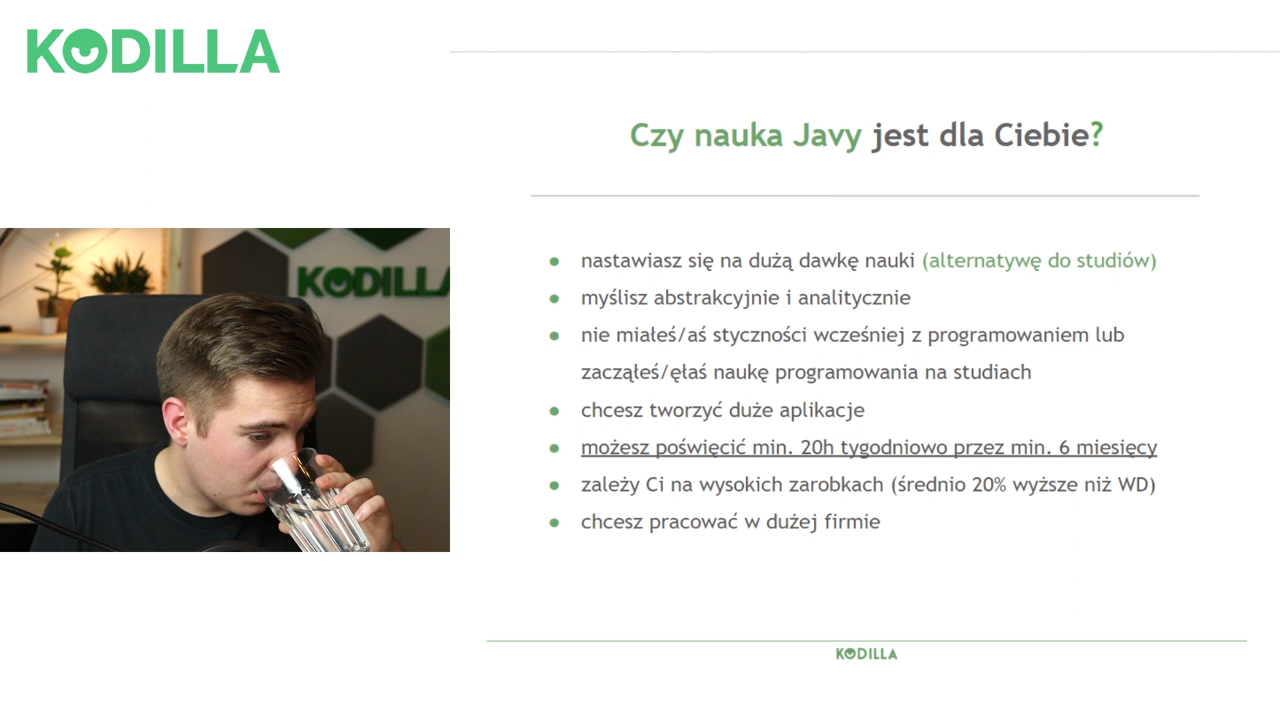 KODILLA
Czy nauka Javy jest dla Ciebie?
KODILLA
nastawiasz się na dużą dawkę nauki (alternatywę do studiów)
myślisz abstrakcyjnie i analitycznie
nie miałeś/aś styczności wcześniej z programowaniem lub
zacząłeś/ęłaś naukę programowania na studiach
chcesz tworzyć duże aplikacje
możesz poświęcić min. 20h tygodniowo przez min. 6 miesięcy
zależy Ci na wysokich zarobkach (średnio 20% wyższe niż WD)
chcesz pracować w dużej firmie
KODILLA